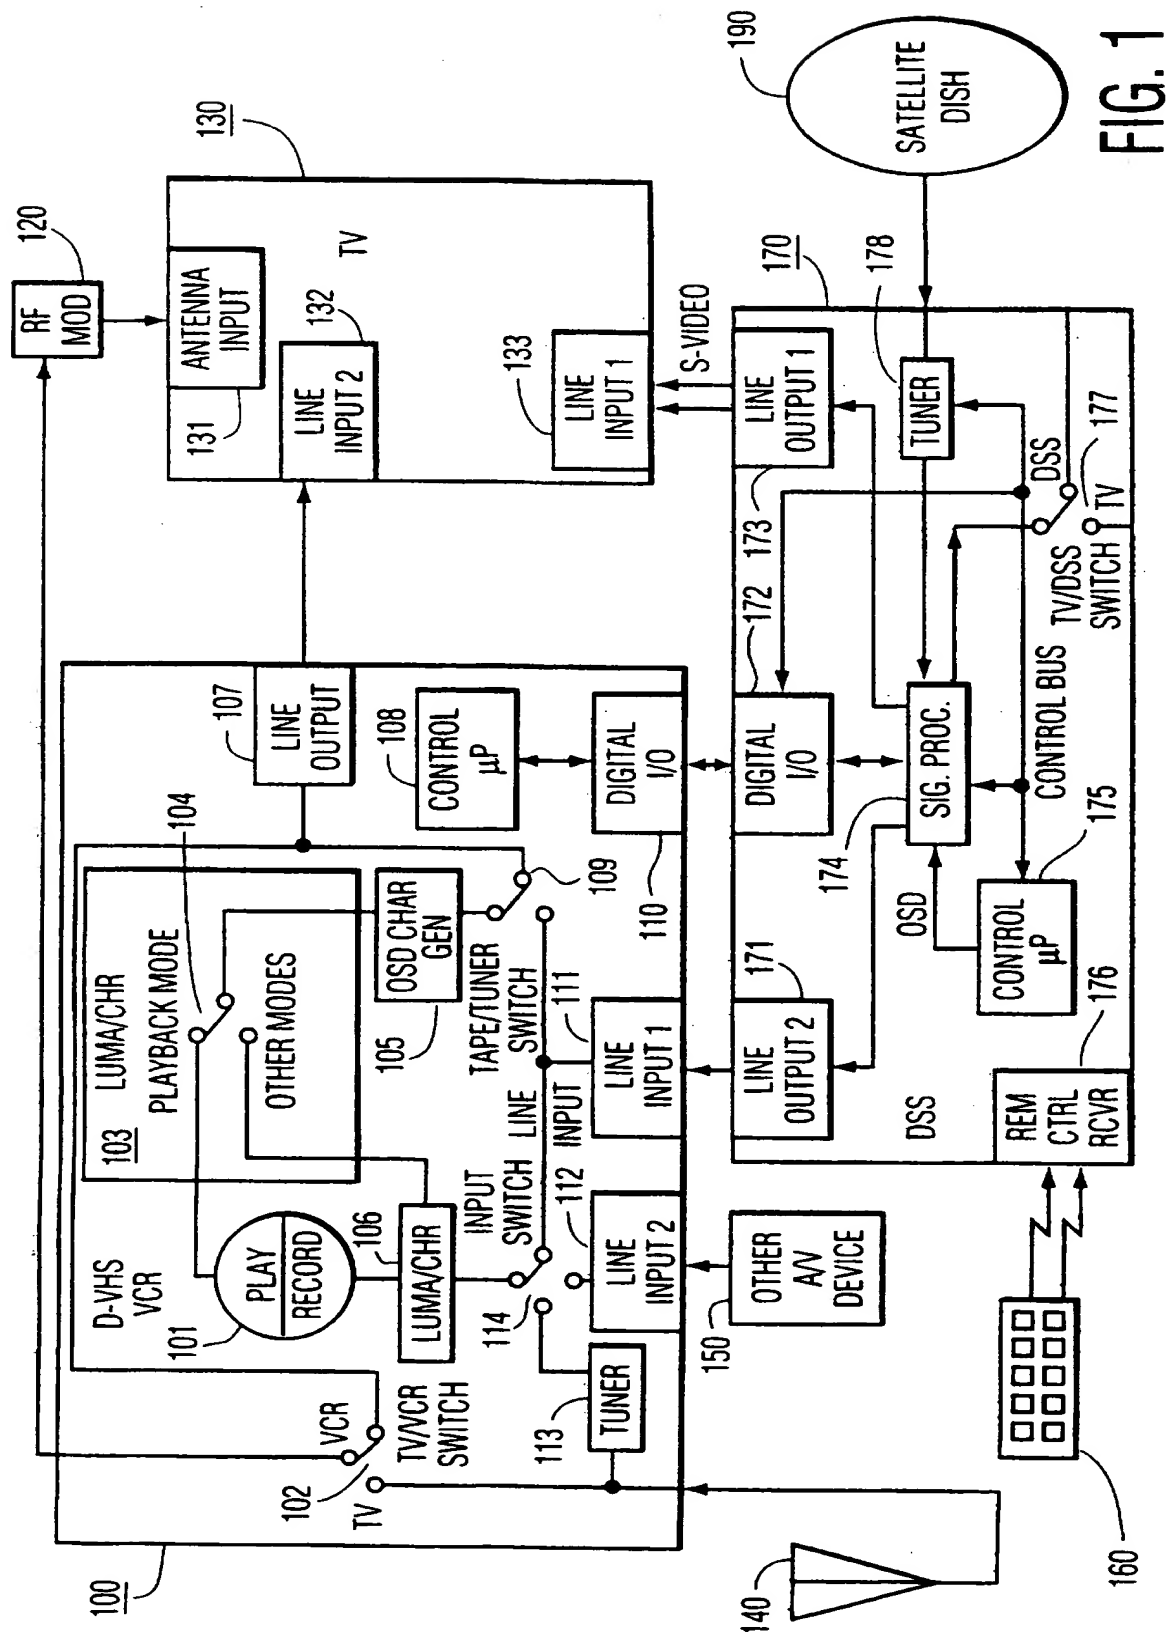 100
D-VHS
VCR
101
PLAY
RECORD
102
VCR
TV
TV/VCR
SWITCH
103
LUMA/CHR
PLAYBACK MODE
OTHER MODES
104
OSD CHAR
GEN
105
106
LUMA/CHR
INPUT
SWITCH
114
TUNER
113
LINE
INPUT
TAPE/TUNER
SWITCH
109
107
LINE
OUTPUT
108
CONTROL
µP
DIGITAL
I/O
110
111
LINE
INPUT 1
112
LINE
INPUT 2
RF
MOD
120
130
TV
ANTENNA
INPUT
131
LINE
INPUT 2
132
LINE
INPUT 1
133
S-VIDEO
140
150
OTHER
A/V
DEVICE
160
170
DSS
171
LINE
OUTPUT 2
172
DIGITAL
I/O
173
LINE
OUTPUT 1
174
SIG. PROC.
OSD
CONTROL
µP
175
REM
CTRL
RCVR
176
CONTROL BUS
TV/DSS
SWITCH
DSS
TV
177
TUNER
178
SATELLITE
DISH
190
FIG. 1